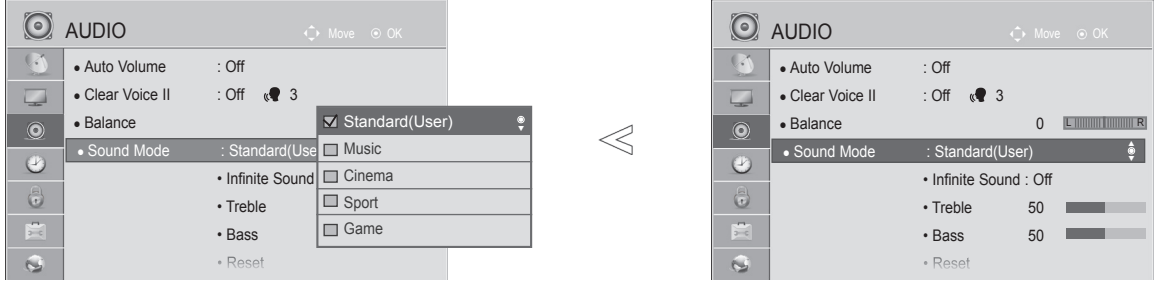 AUDIO
Move OK
• Auto Volume : Off
• Clear Voice II : Off 3
• Balance
• Sound Mode : Standard(Use
• Infinite Sound
• Treble
• Bass
• Reset
Standard(User)
Music
Cinema
Sport
Game
AUDIO
Move OK
• Auto Volume : Off
• Clear Voice II : Off 3
• Balance 0 L R
• Sound Mode : Standard(User)
• Infinite Sound : Off
• Treble 50
• Bass 50
• Reset